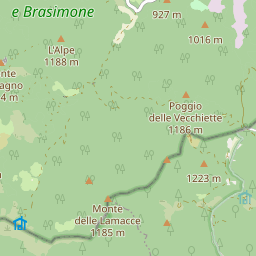 e Brasimone
927 m
1016 m
L'Alpe
1188 m
nte
agno
4 m
Poggio
delle Vecchiette
1186 m
1223 m
Monte
delle Lamacce
1185 m